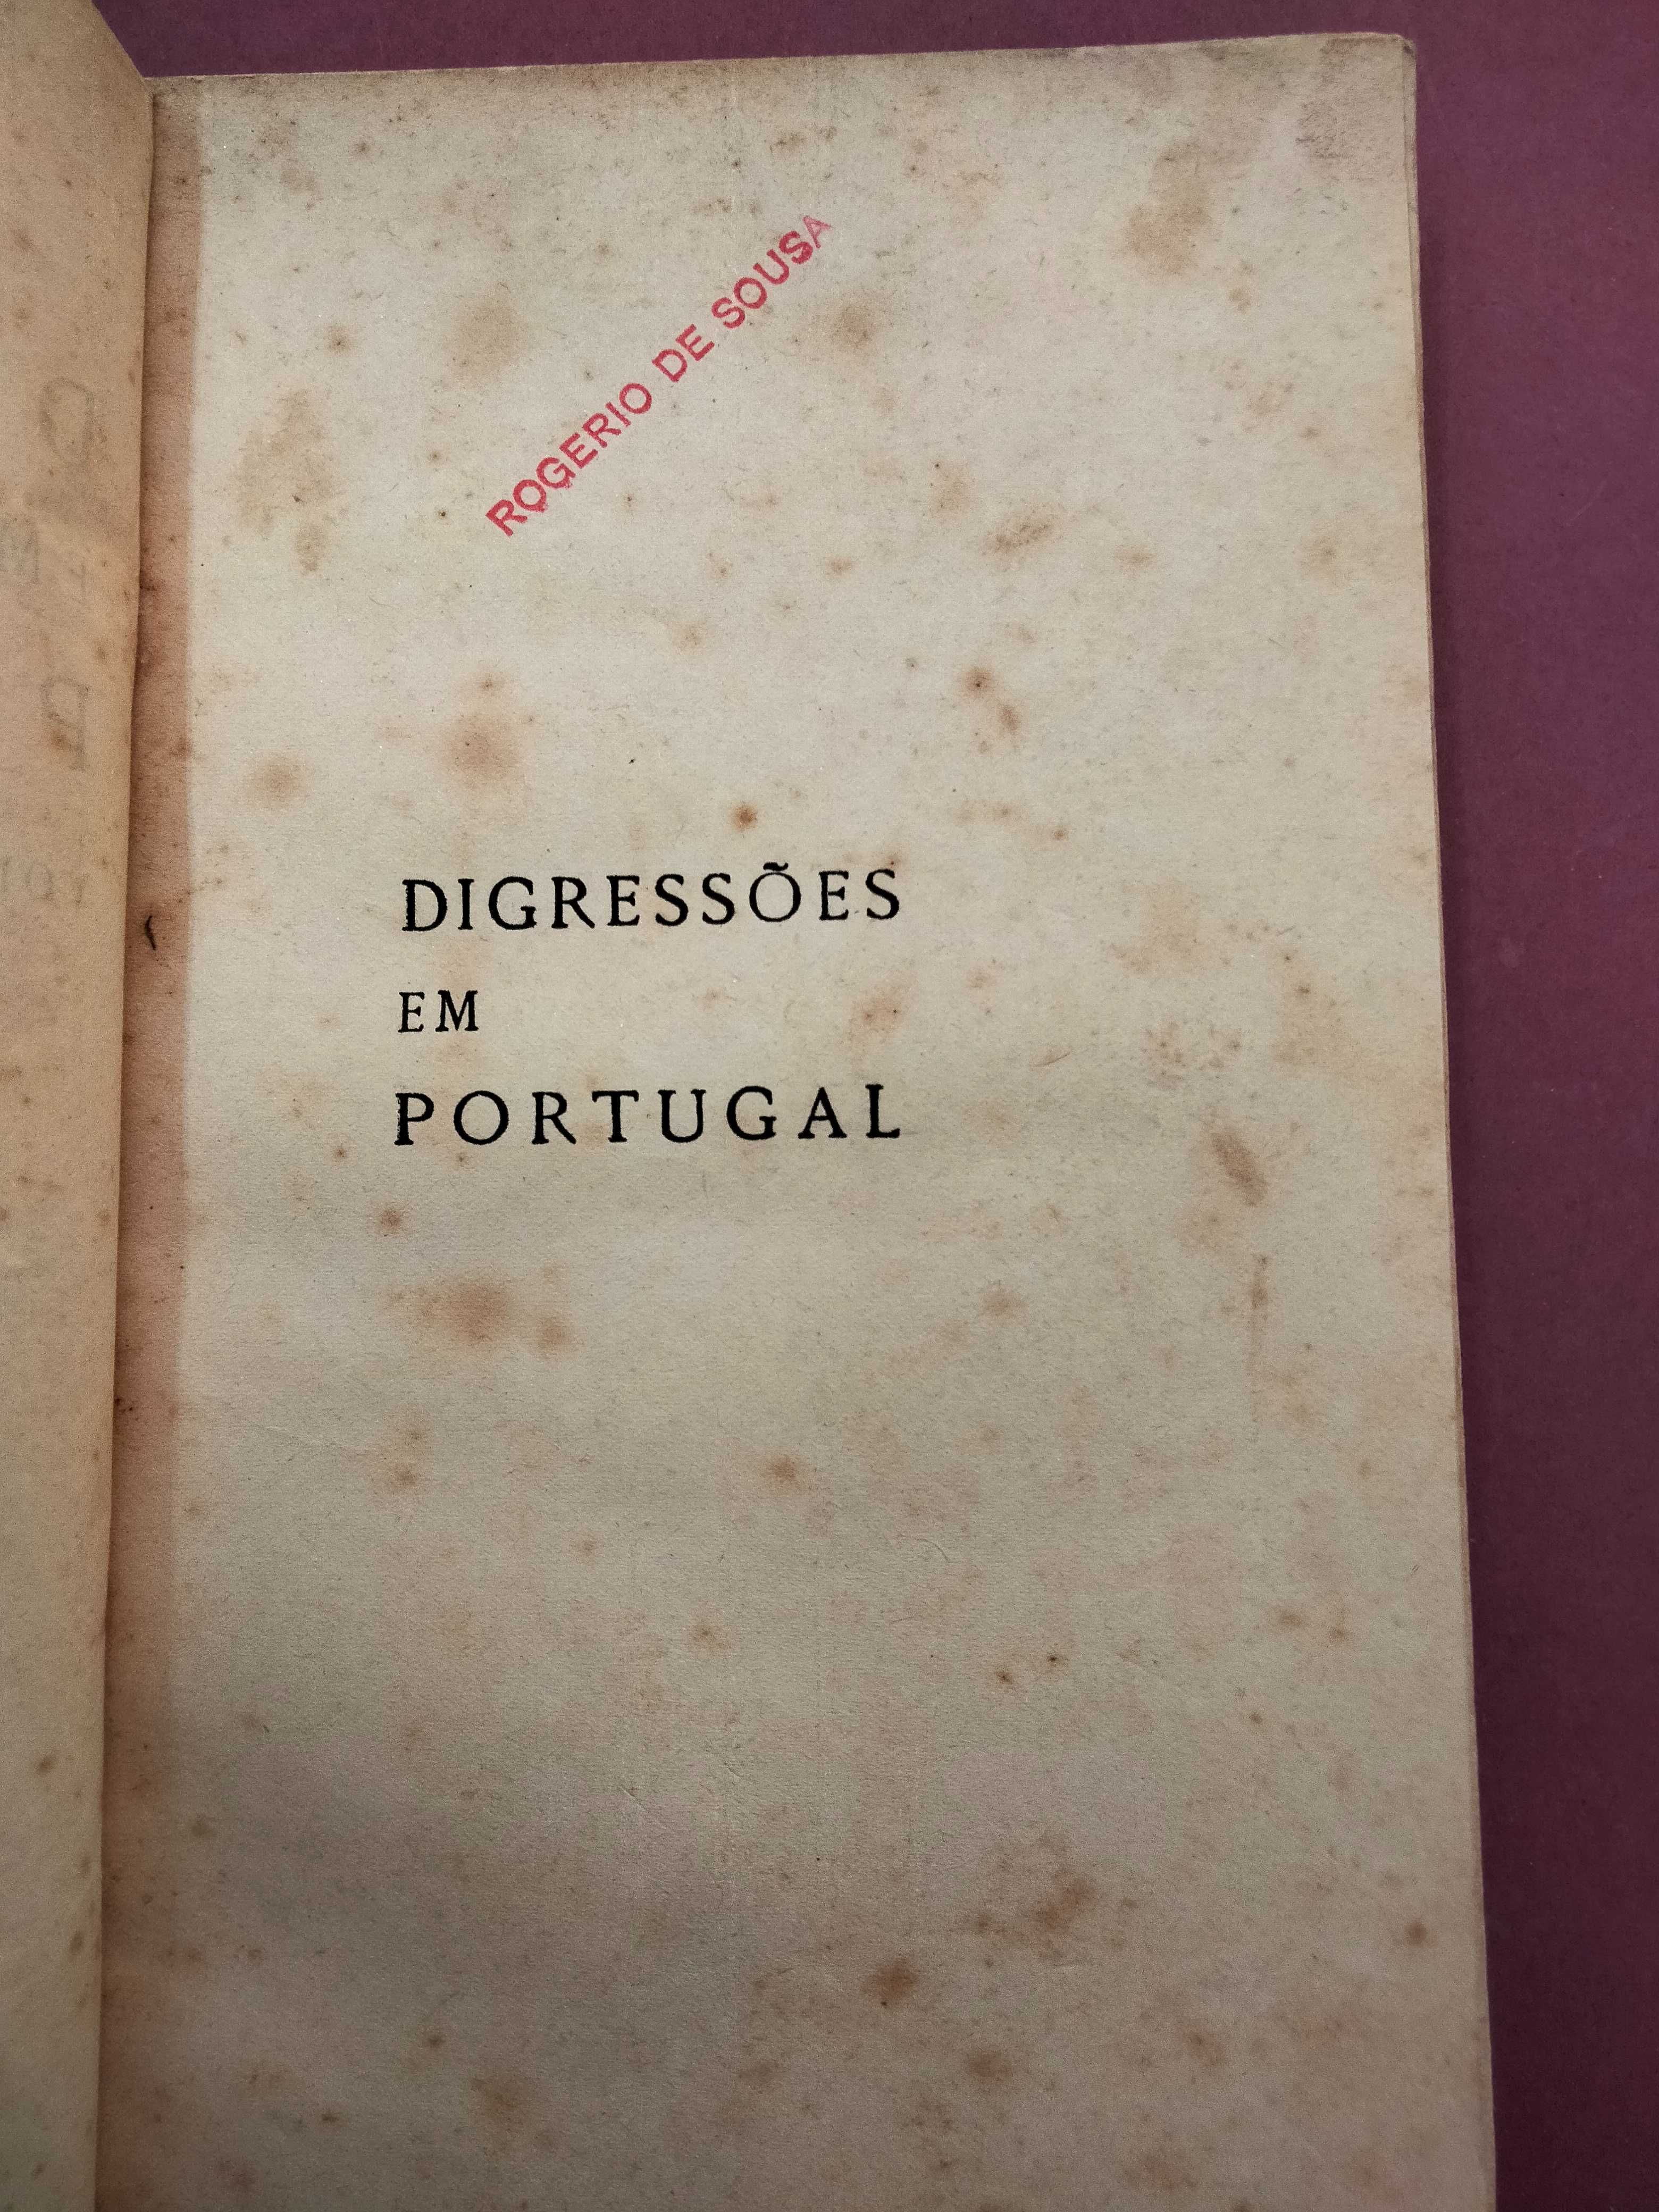 ROGERIO DE SOUSA
DIGRESSÕES
EM
PORTUGAL